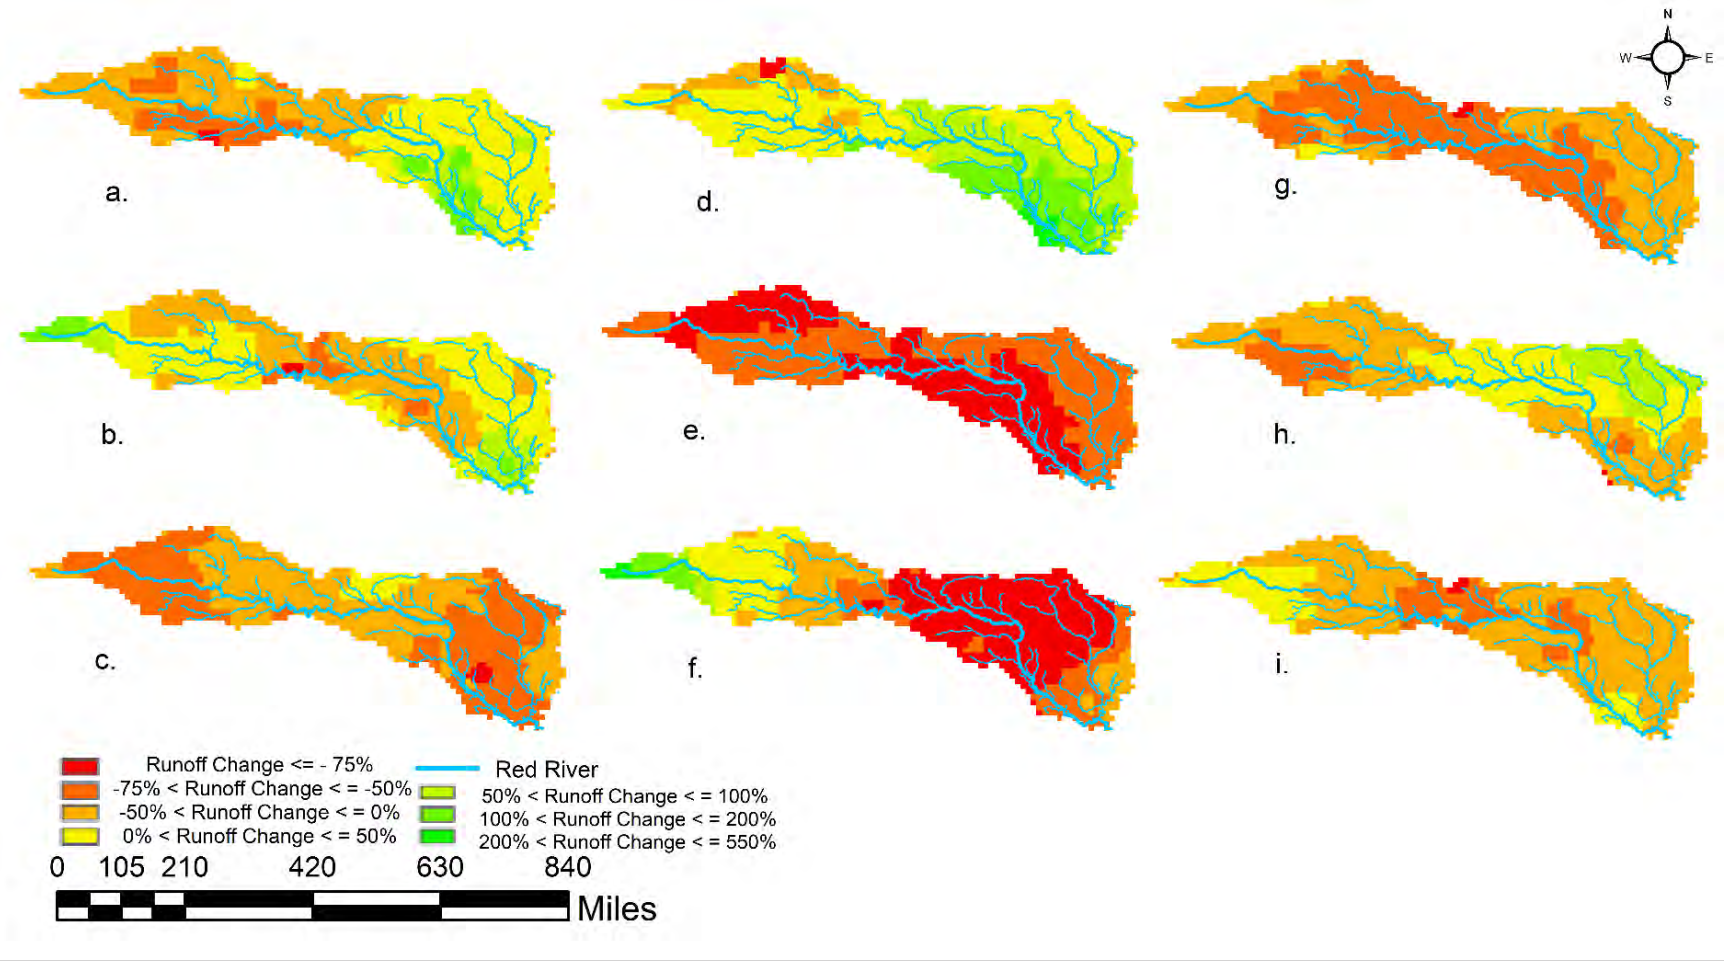 N
W E
S
a.
d.
g.
b.
e.
h.
c.
f.
i.
Runoff Change <= - 75%
-75% < Runoff Change < = -50%
-50% < Runoff Change < = 0%
0% < Runoff Change < = 50%
Red River
50% < Runoff Change < = 100%
100% < Runoff Change < = 200%
200% < Runoff Change < = 550%
0 105 210 420 630 840
Miles